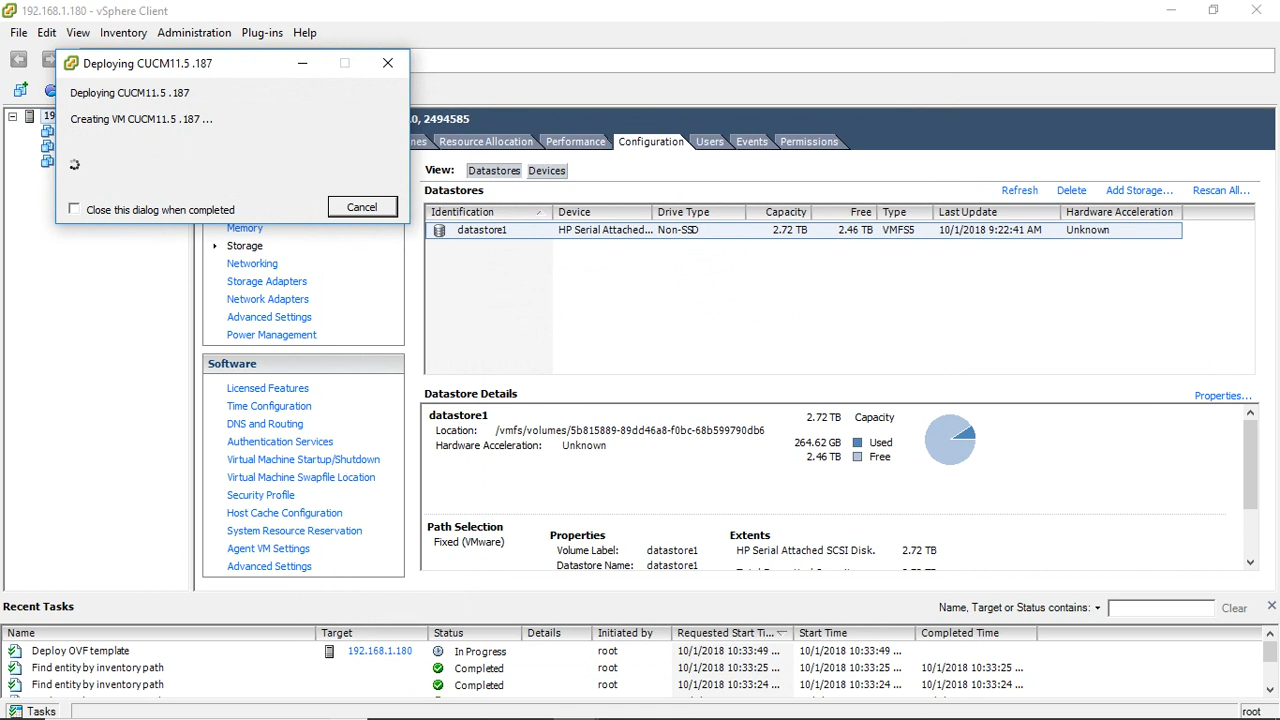 192.168.1.180 - vSphere Client
File Edit View Inventory Administration Plug-ins Help
Deploying CUCM11.5 .187
Deploying CUCM11.5 .187
Creating VM CUCM11.5 .187 ...
Close this dialog when completed
Cancel
19
0, 2494585
nes Resource Allocation Performance Configuration Users Events Permissions
View: Datastores Devices
Datastores
Refresh Delete Add Storage... Rescan All...
Identification Device Drive Type Capacity Free Type Last Update Hardware Acceleration
datastore1 HP Serial Attached... Non-SSD 2.72 TB 2.46 TB VMFS5 10/1/2018 9:22:41 AM Unknown
Memory
Storage
Networking
Storage Adapters
Network Adapters
Advanced Settings
Power Management
Software
Licensed Features
Time Configuration
DNS and Routing
Authentication Services
Virtual Machine Startup/Shutdown
Virtual Machine Swapfile Location
Security Profile
Host Cache Configuration
System Resource Reservation
Agent VM Settings
Advanced Settings
Datastore Details
Properties...
datastore1
2.72 TB Capacity
Location: /vmfs/volumes/5b815889-89dd46a8-f0bc-68b599790db6
Hardware Acceleration: Unknown
264.62 GB Used
2.46 TB Free
Path Selection
Fixed (VMware)
Properties
Volume Label: datastore1
Datastore Name: datastore1
Extents
HP Serial Attached SCSI Disk. 2.72 TB
Recent Tasks
Name, Target or Status contains: Clear
Name Target Status Details Initiated by Requested Start Ti... Start Time Completed Time
Deploy OVF template 192.168.1.180 In Progress root 10/1/2018 10:33:49 ... 10/1/2018 10:33:49 ...
Find entity by inventory path Completed root 10/1/2018 10:33:25 ... 10/1/2018 10:33:25 ... 10/1/2018 10:33:25 ...
Find entity by inventory path Completed root 10/1/2018 10:33:24 ... 10/1/2018 10:33:24 ... 10/1/2018 10:33:24 ...
Tasks
root